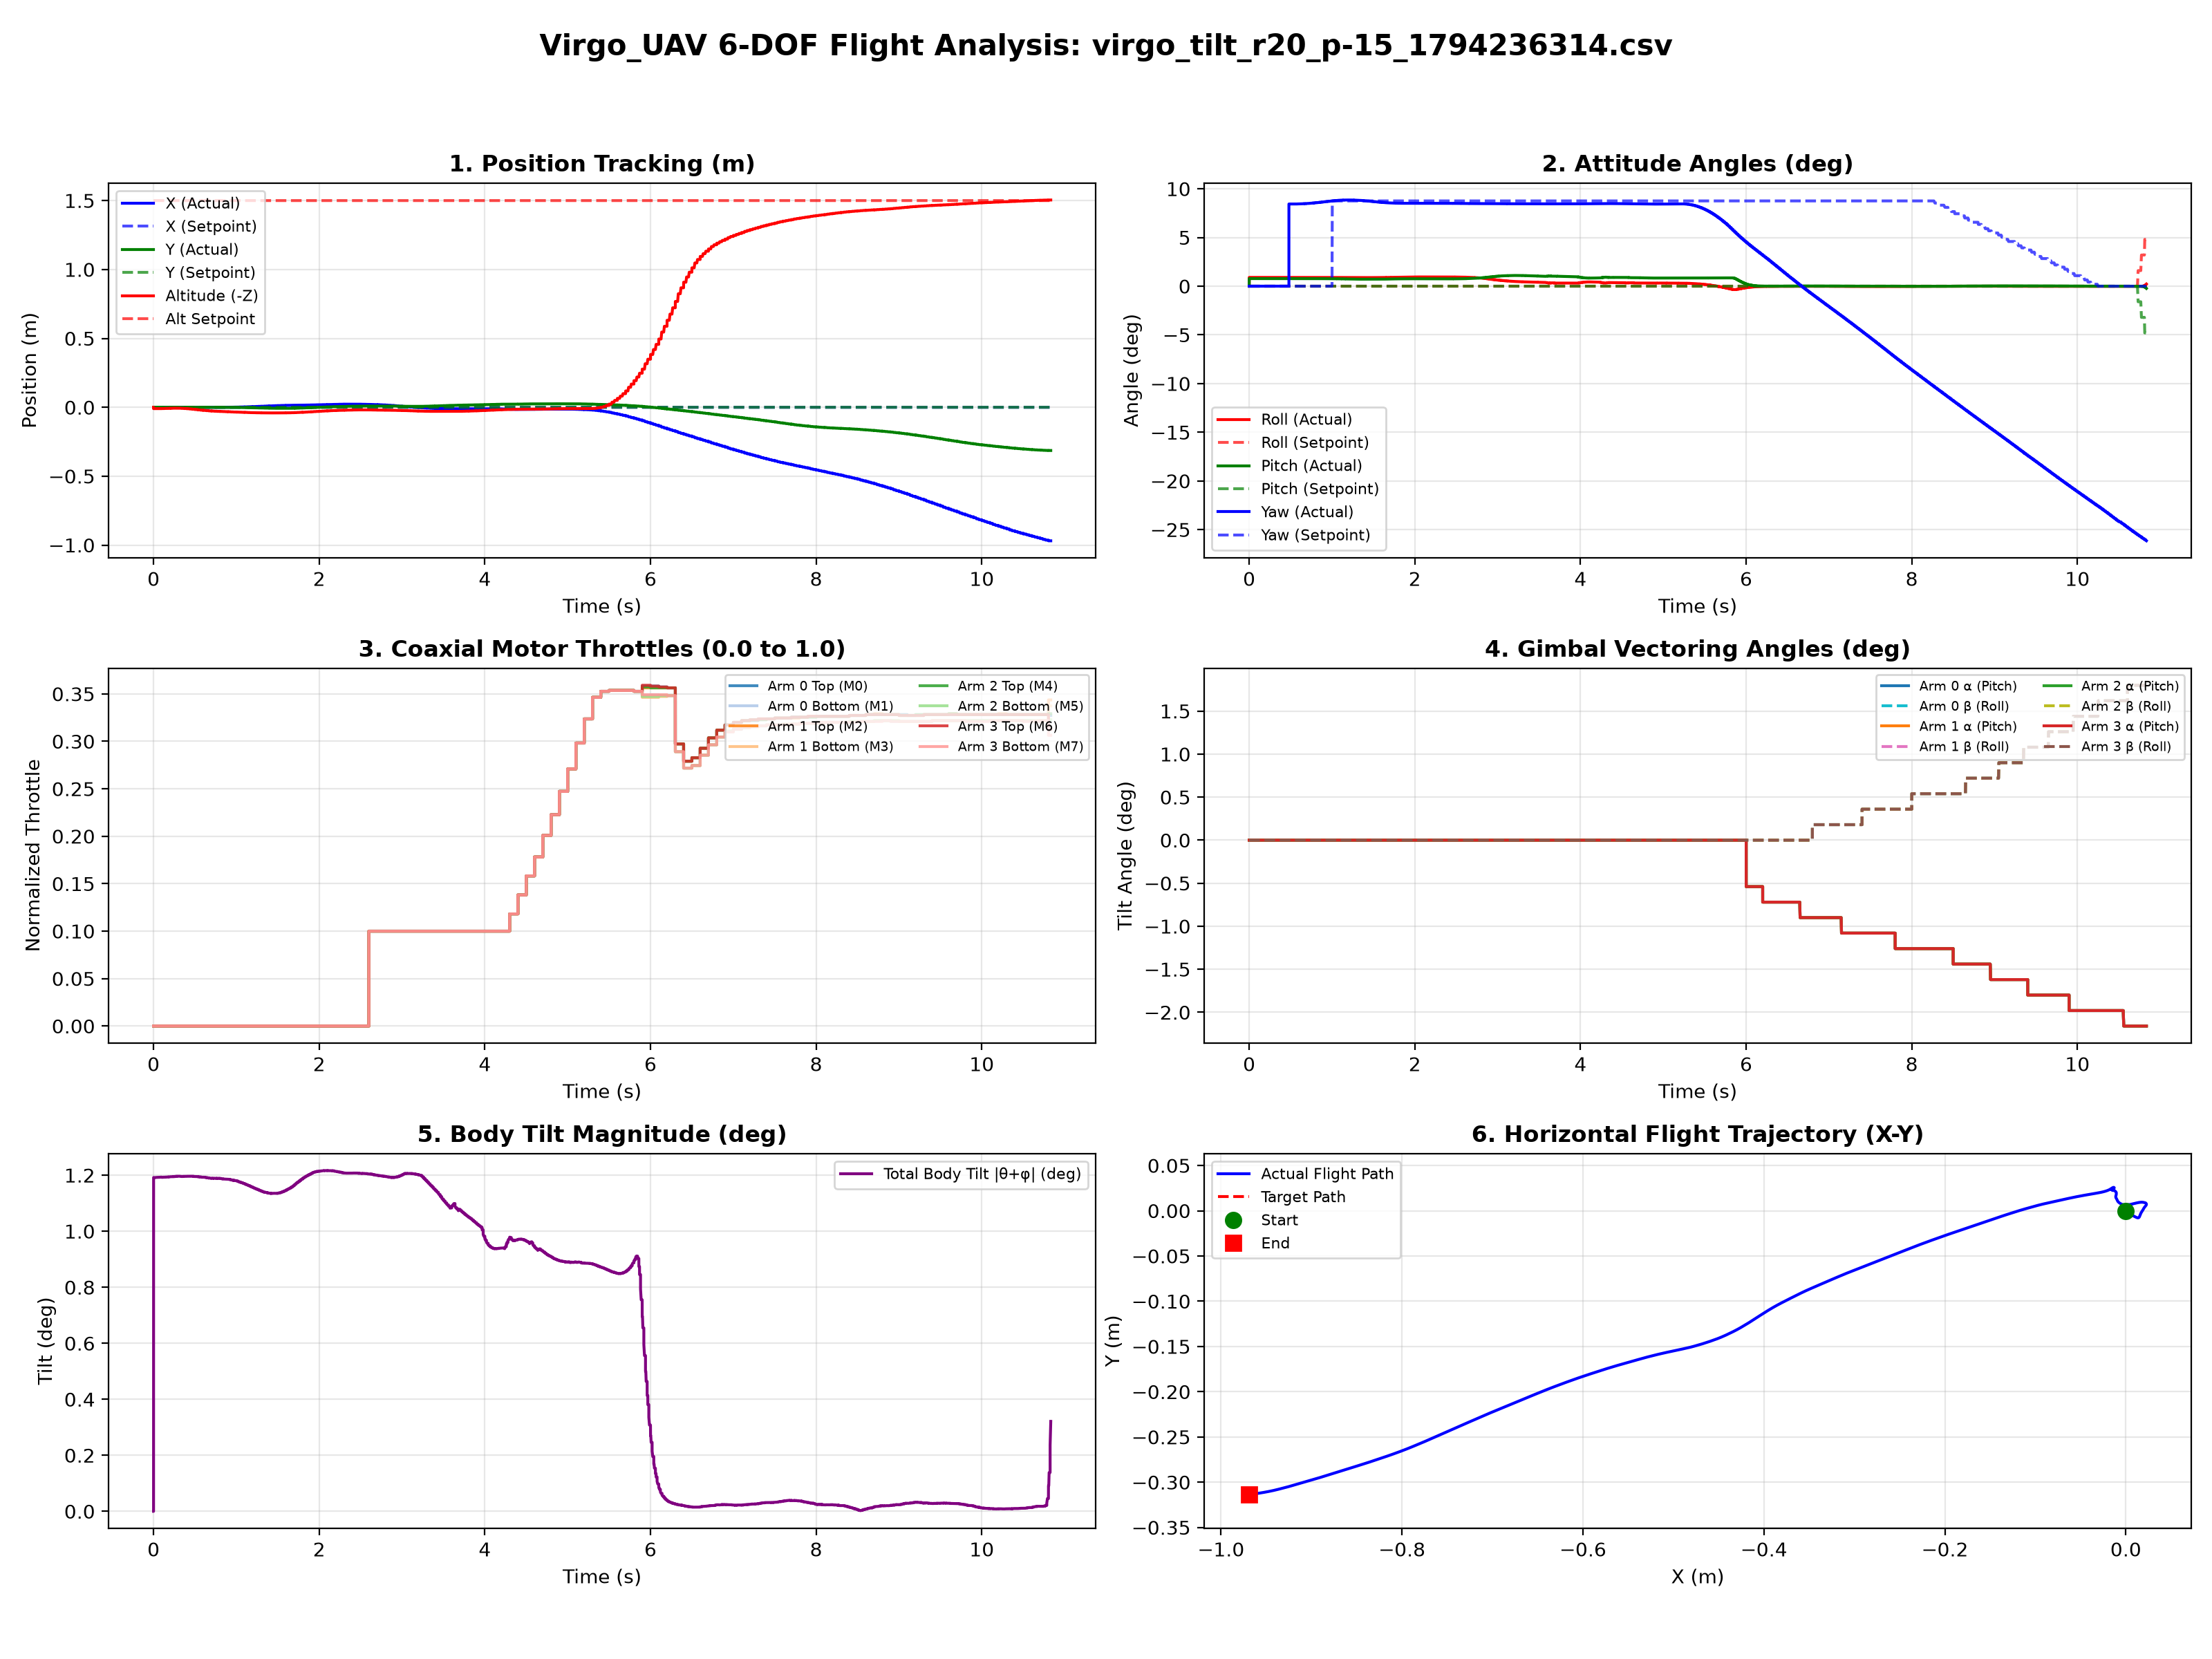 Virgo_UAV 6-DOF Flight Analysis: virgo_tilt_r20_p-15_1794236314.csv
1. Position Tracking (m)
Position (m)
1.5
1.0
0.5
0.0
−0.5
−1.0
X (Actual)
X (Setpoint)
Y (Actual)
Y (Setpoint)
Altitude (-Z)
Alt Setpoint
0 2 4 6 8 10
Time (s)
2. Attitude Angles (deg)
Angle (deg)
10
5
0
−5
−10
−15
−20
−25
Roll (Actual)
Roll (Setpoint)
Pitch (Actual)
Pitch (Setpoint)
Yaw (Actual)
Yaw (Setpoint)
0 2 4 6 8 10
Time (s)
3. Coaxial Motor Throttles (0.0 to 1.0)
Normalized Throttle
0.35
0.30
0.25
0.20
0.15
0.10
0.05
0.00
Arm 0 Top (M0)
Arm 0 Bottom (M1)
Arm 1 Top (M2)
Arm 1 Bottom (M3)
Arm 2 Top (M4)
Arm 2 Bottom (M5)
Arm 3 Top (M6)
Arm 3 Bottom (M7)
0 2 4 6 8 10
Time (s)
4. Gimbal Vectoring Angles (deg)
Tilt Angle (deg)
1.5
1.0
0.5
0.0
−0.5
−1.0
−1.5
−2.0
Arm 0 α (Pitch)
Arm 0 β (Roll)
Arm 1 α (Pitch)
Arm 1 β (Roll)
Arm 2 α (Pitch)
Arm 2 β (Roll)
Arm 3 α (Pitch)
Arm 3 β (Roll)
0 2 4 6 8 10
Time (s)
5. Body Tilt Magnitude (deg)
Tilt (deg)
1.2
1.0
0.8
0.6
0.4
0.2
0.0
Total Body Tilt |θ+φ| (deg)
0 2 4 6 8 10
Time (s)
6. Horizontal Flight Trajectory (X-Y)
Y (m)
0.05
0.00
−0.05
−0.10
−0.15
−0.20
−0.25
−0.30
−0.35
Actual Flight Path
Target Path
Start
End
−1.0 −0.8 −0.6 −0.4 −0.2 0.0
X (m)